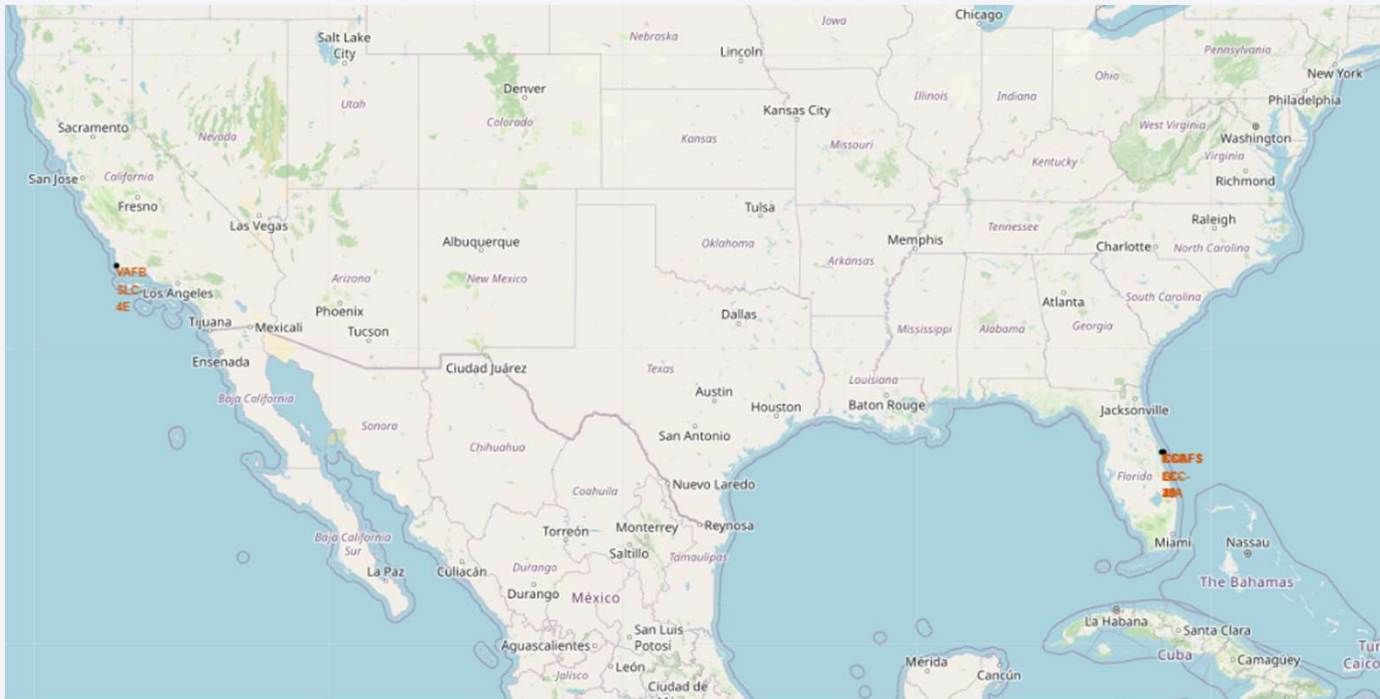 Chicago
Iowa
Nebraska
Salt Lake
City
Lincoln
Pennsylvania
New York
Ohio
Denver
Utah
Illinois
Indiana
Philadelphia
Kansas City
Colorado
Sacramento
Nevada
Kansas
Missouri
West Virginia
Washington
Virginia
Kentucky
San Jose
California
Richmond
Fresno
Las Vegas
Tulsa
Raleigh
Tennessee
Albuquerque
Oklahoma
Memphis
Charlotte
North Carolina
Arkansas
VAFB
SLC-
4E
Arizona
New Mexico
Los Angeles
South Carolina
Atlanta
Phoenix
Dallas
Tijuana
Mexicali
Tucson
Mississippi
Alabama
Georgia
Ensenada
Ciudad Juárez
Texas
Louisiana
Baja California
Austin
Houston
Baton Rouge
Jacksonville
Sonora
San Antonio
Chihuahua
Florida
Nuevo Laredo
Coahuila
Reynosa
Baja California
Sur
Torreón
Monterrey
Saltillo
Tamaulipas
Miami
Nassau
La Paz
Culiacán
Durango
Durango
México
The Bahamas
La Habana
Santa Clara
Aguascalientes
San Luis
Potosí
Cuba
Camagüey
León
Jalisco
Mérida
Cancún
Ciudad de